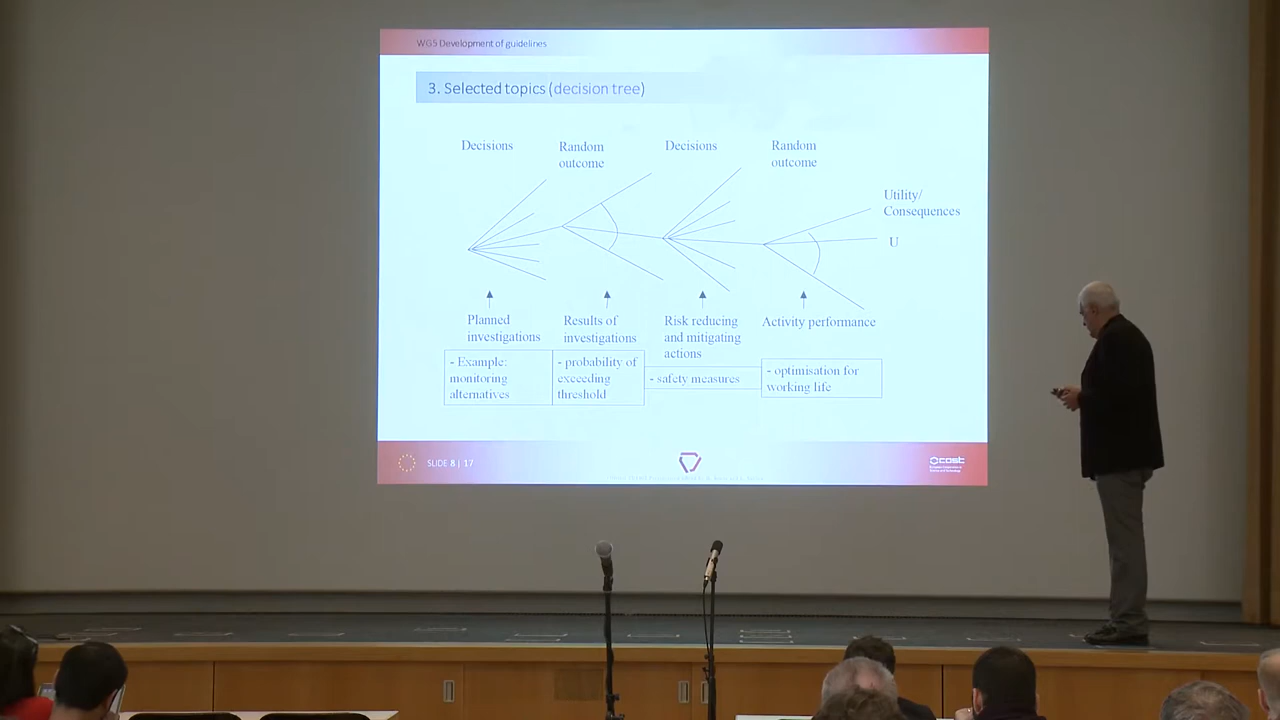 WG5 Development of guidelines
3. Selected topics (decision tree)
Decisions
Random
outcome
Decisions
Random
outcome
Utility/
Consequences
U
Planned
investigations
Results of
investigations
Risk reducing
and mitigating
actions
Activity performance
- Example:
monitoring
alternatives
- probability of
exceeding
threshold
- safety measures
- optimisation for
working life
SLIDE 8 | 17
cost